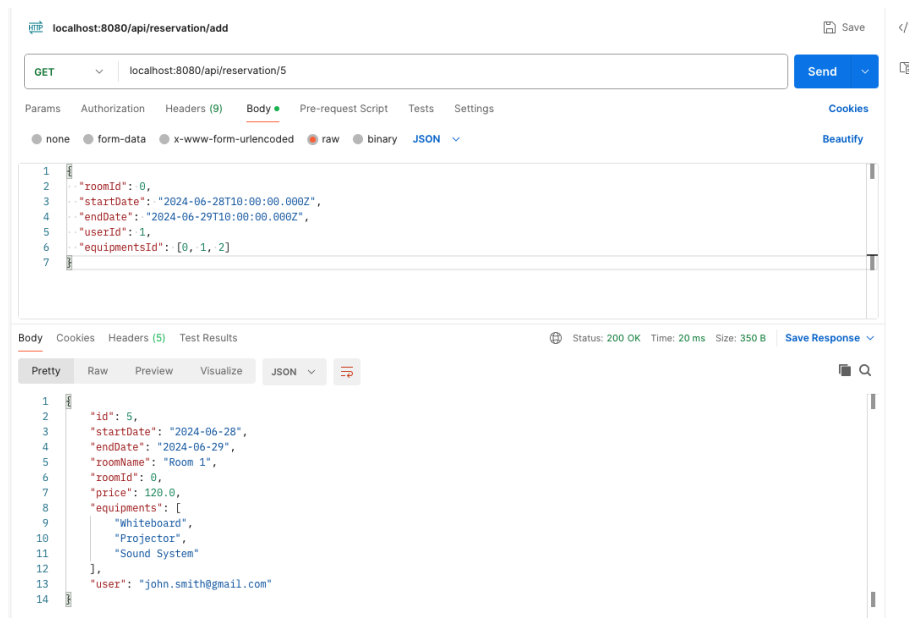 HTTP localhost:8080/api/reservation/add Save </>
GET localhost:8080/api/reservation/5 Send
Params Authorization Headers (9) Body Pre-request Script Tests Settings Cookies
none form-data x-www-form-urlencoded raw binary JSON Beautify
1 {
2 "roomId": 0,
3 "startDate": "2024-06-28T10:00:00.000Z",
4 "endDate": "2024-06-29T10:00:00.000Z",
5 "userId": 1,
6 "equipmentsId": [0, 1, 2]
7 }
Body Cookies Headers (5) Test Results Status: 200 OK Time: 20 ms Size: 350 B Save Response
Pretty Raw Preview Visualize JSON
1 {
2 "id": 5,
3 "startDate": "2024-06-28",
4 "endDate": "2024-06-29",
5 "roomName": "Room 1",
6 "roomId": 0,
7 "price": 120.0,
8 "equipments": [
9 "Whiteboard",
10 "Projector",
11 "Sound System"
12 ],
13 "user": "john.smith@gmail.com"
14 }